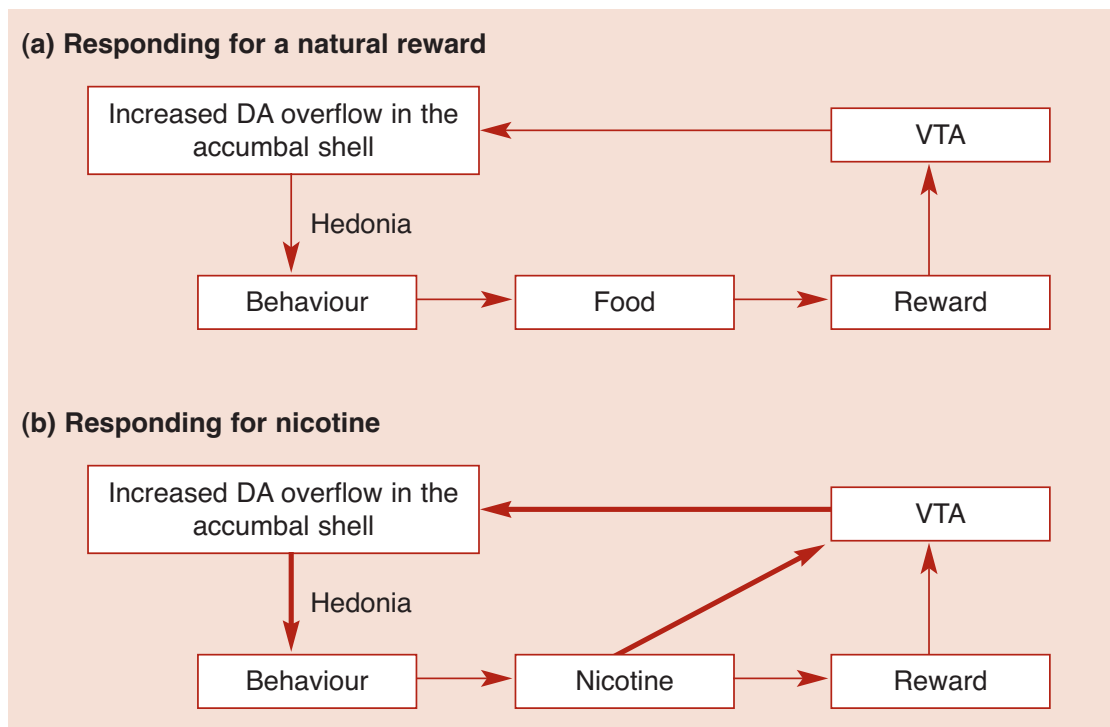 (a) Responding for a natural reward
Increased DA overflow in the
accumbal shell
VTA
Hedonia
Behaviour
Food
Reward
(b) Responding for nicotine
Increased DA overflow in the
accumbal shell
VTA
Hedonia
Behaviour
Nicotine
Reward